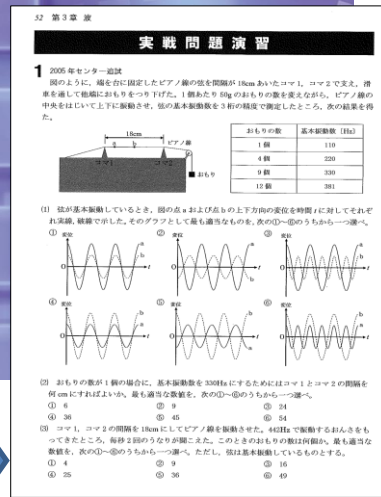 32 第3章 波
実戦問題演習
1 2005年センター追試
図のように，端を台に固定したピアノ線の弦を間隔が18cmあいたコマ1，コマ2で支え，滑
車を通して他端におもりをつり下げた。1個あたり50gのおもりの数を変えながら，ピアノ線の
中央をはじいて上下に振動させ，弦の基本振動数を3桁の精度で測定したところ，次の結果を得
た。
18cm
a b ピアノ線
コマ1 コマ2
おもり
おもりの数 基本振動数〔Hz〕
1個 110
4個 220
9個 330
12個 381
(1) 弦が基本振動しているとき，図の点aおよび点bの上下方向の変位を時間tに対してそれぞ
れ実線，破線で示した。そのグラフとして最も適当なものを，次の①～⑥のうちから一つ選べ。
① 変位 a b O t
② 変位 a b O t
③ 変位 a b O t
④ 変位 b a O t
⑤ 変位 b a O t
⑥ 変位 b a O t
(2) おもりの数が1個の場合に，基本振動数を330Hzにするためにはコマ1とコマ2の間隔を
何cmにすればよいか。最も適当な数値を，次の①～⑥のうちから一つ選べ。
① 6 ② 9 ③ 24
④ 36 ⑤ 45 ⑥ 54
(3) コマ1，コマ2の間隔を18cmにしてピアノ線を振動させた。442Hzで振動するおんさをも
ってきたところ，毎秒2回のうなりが聞こえた。このときのおもりの数は何個か。最も適当な
数値を，次の①～⑥のうちから一つ選べ。ただし，弦は基本振動しているものとする。
① 4 ② 9 ③ 16
④ 25 ⑤ 36 ⑥ 49